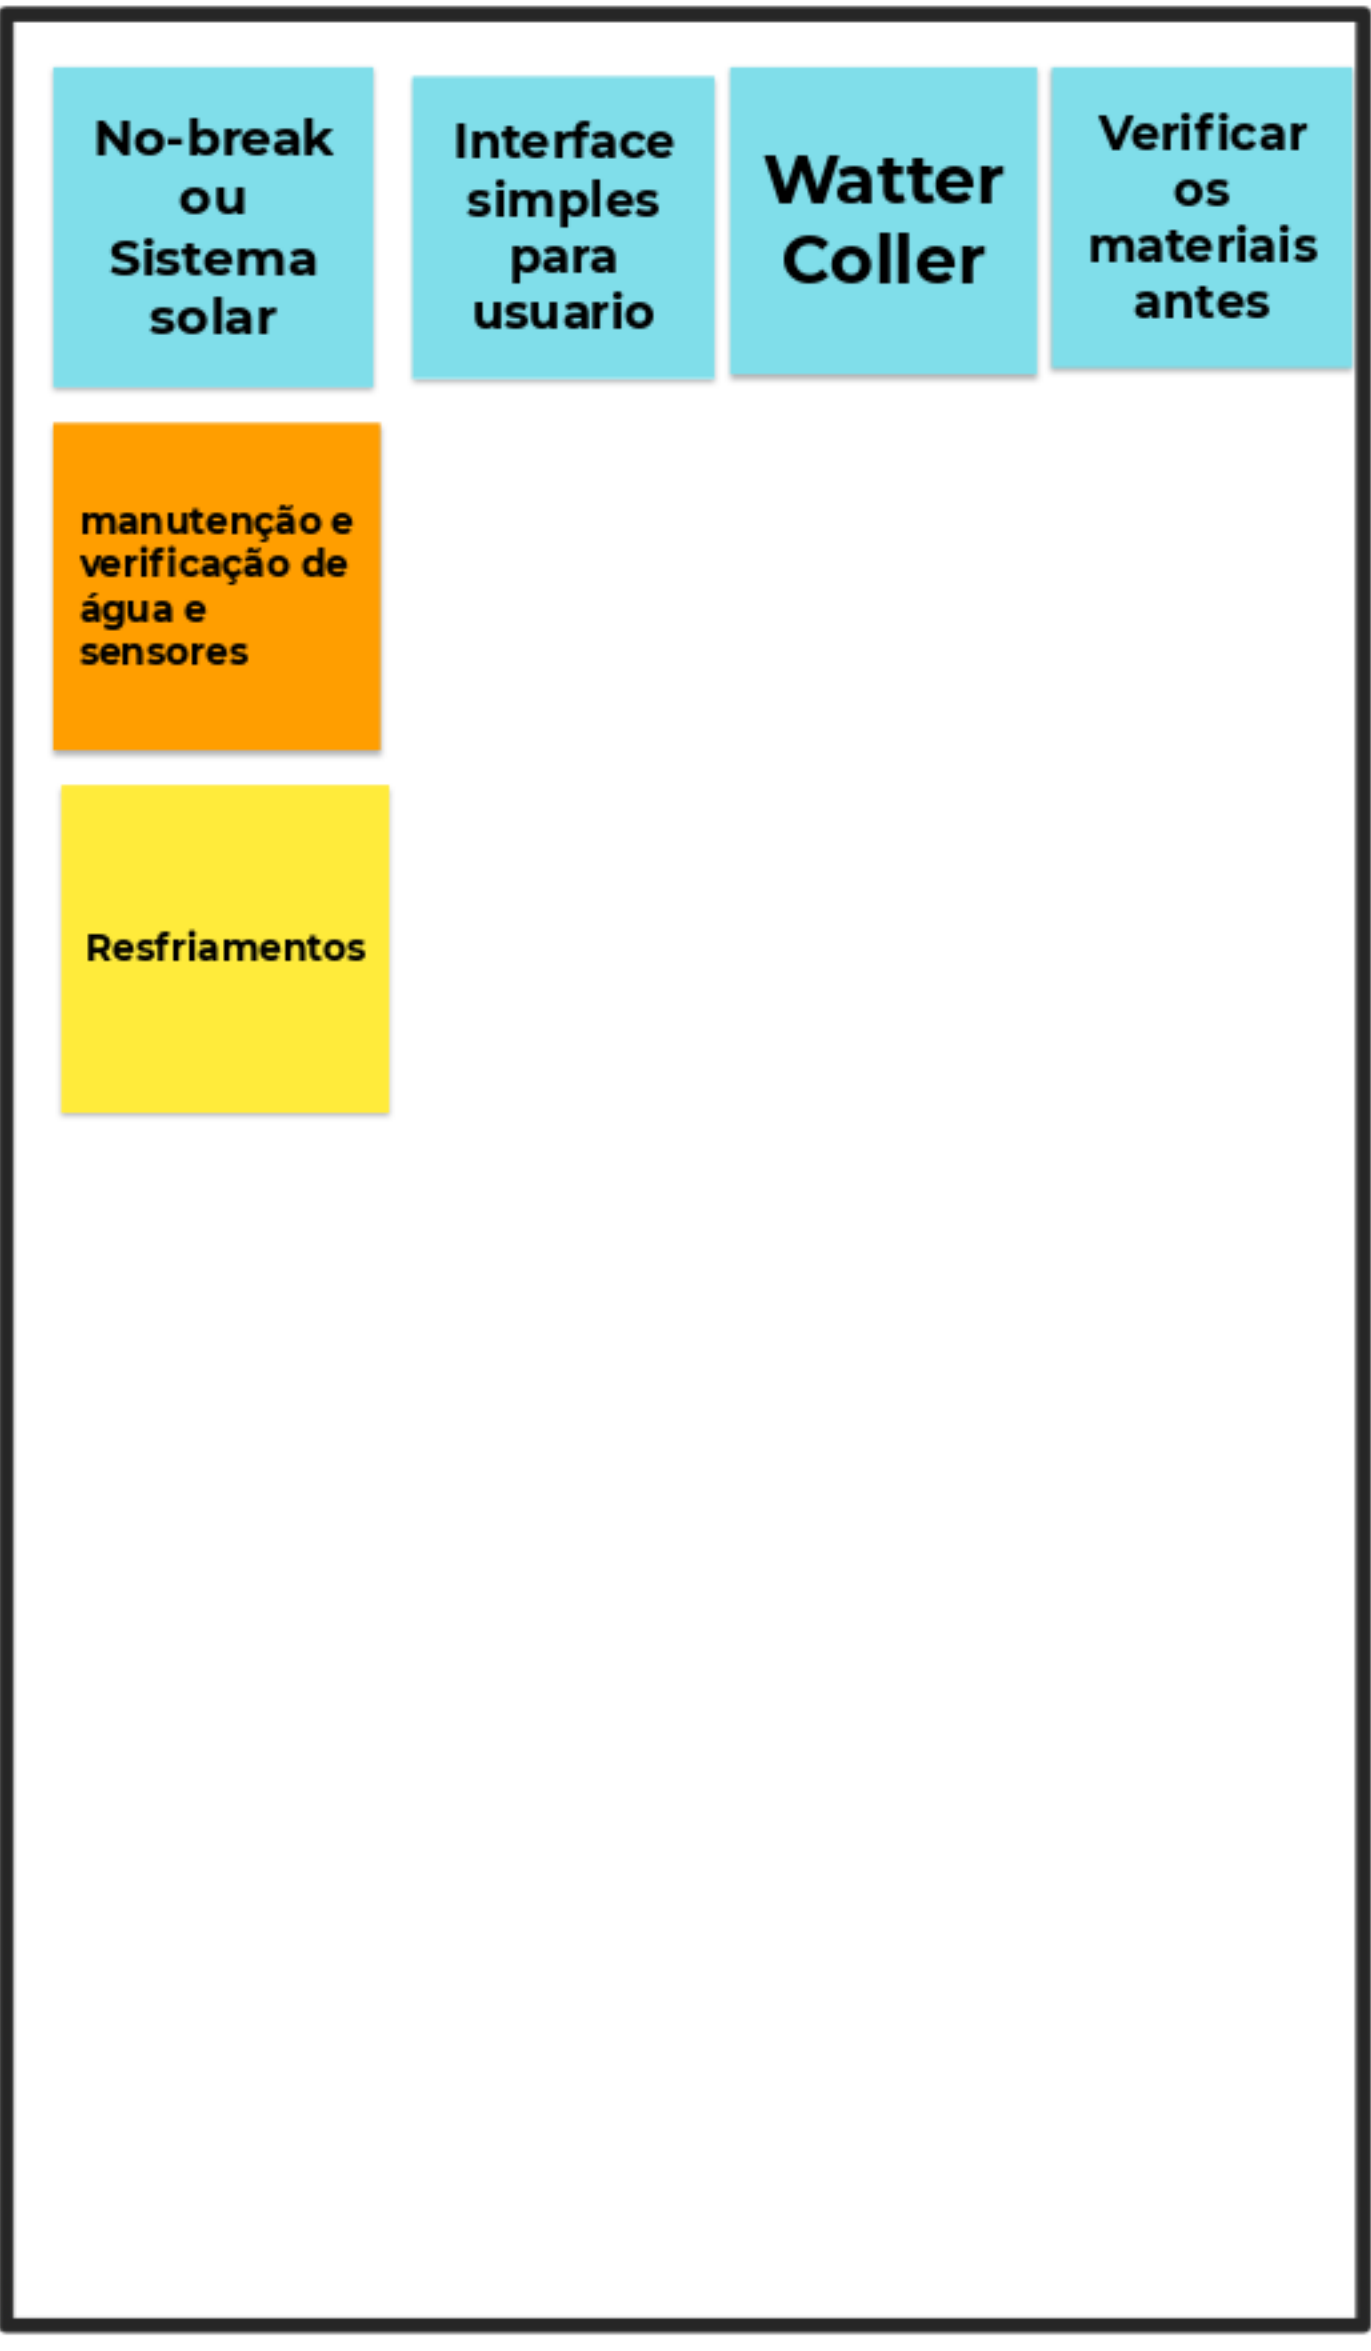 No-break
ou
Sistema
solar
Interface
simples
para
usuario
Watter
Coller
Verificar
os
materiais
antes
manutenção e
verificação de
água e
sensores
Resfriamentos